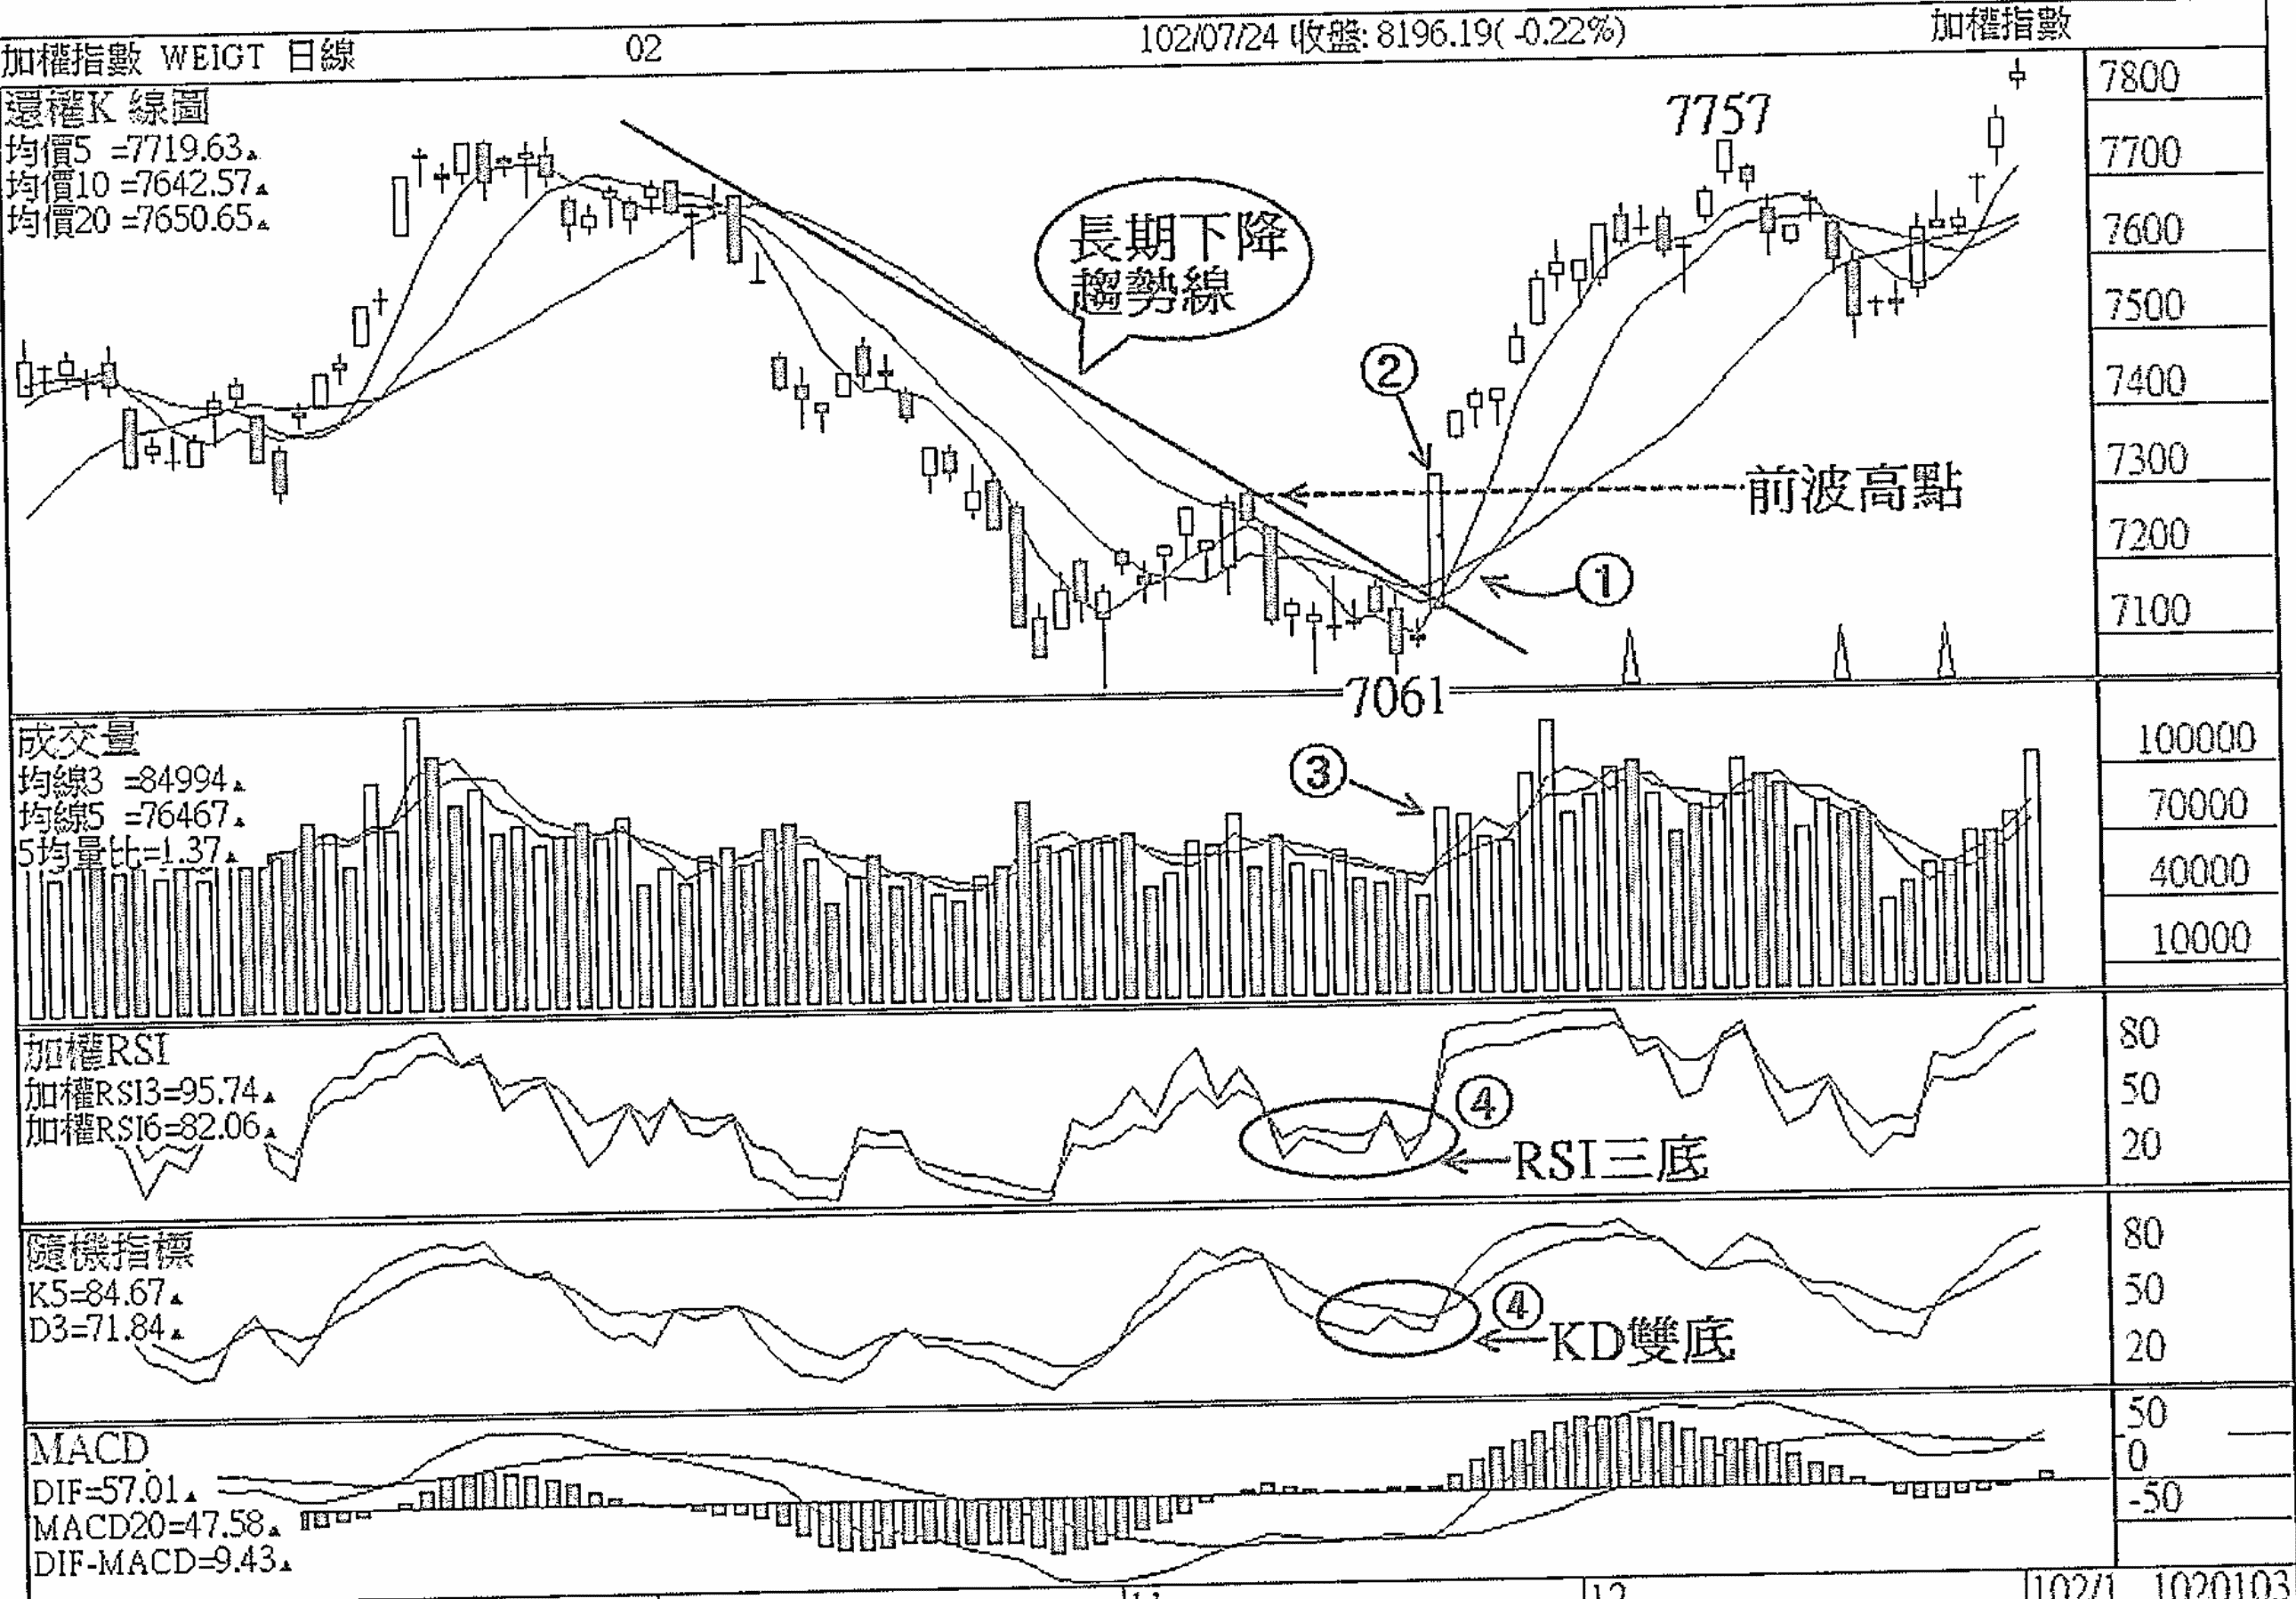 加權指數 WEIGT 日線
02
102/07/24 收盤: 8196.19( -0.22%)
加權指數
還權K 線圖
均價5 =7719.63
均價10 =7642.57
均價20 =7650.65
7757
長期下降
趨勢線
②
前波高點
①
7061
7800
7700
7600
7500
7400
7300
7200
7100
成交量
均線3 =84994
均線5 =76467
5均量比=1.37
③
100000
70000
40000
10000
加權RSI
加權RSI3=95.74
加權RSI6=82.06
④
RSI三底
80
50
20
隨機指標
K5=84.67
D3=71.84
④
KD雙底
80
50
20
MACD
DIF=57.01
MACD20=47.58
DIF-MACD=9.43
50
0
-50
11
12
102/1
1020103